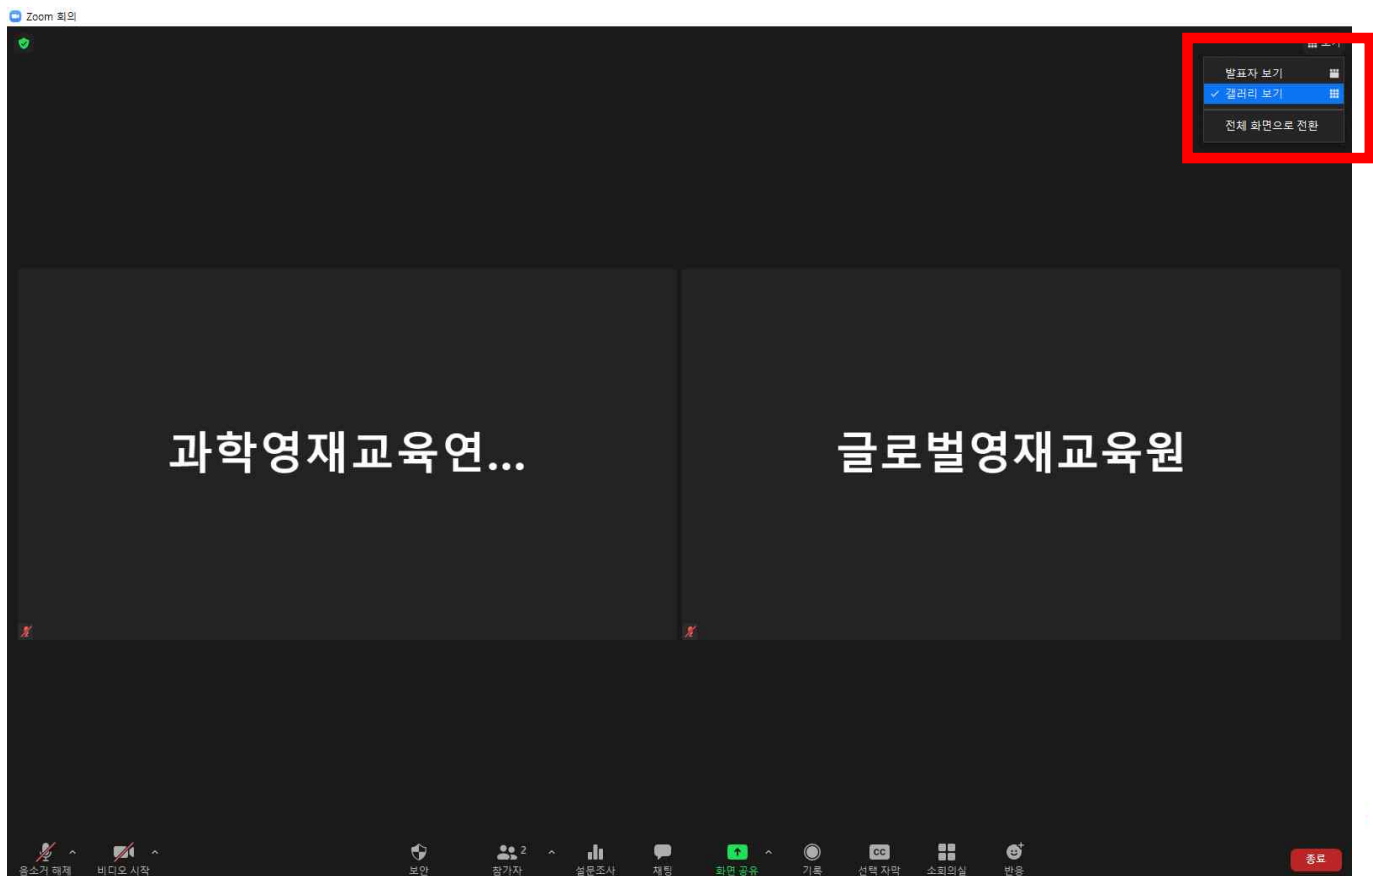 Zoom 회의
보기
발표자 보기
갤러리 보기
전체 화면으로 전환
과학영재교육연...
글로벌영재교육원
음소거 해제
비디오 시작
보안
2
참가자
설문조사
채팅
화면 공유
기록
CC
선택 자막
소회의실
반응
종료